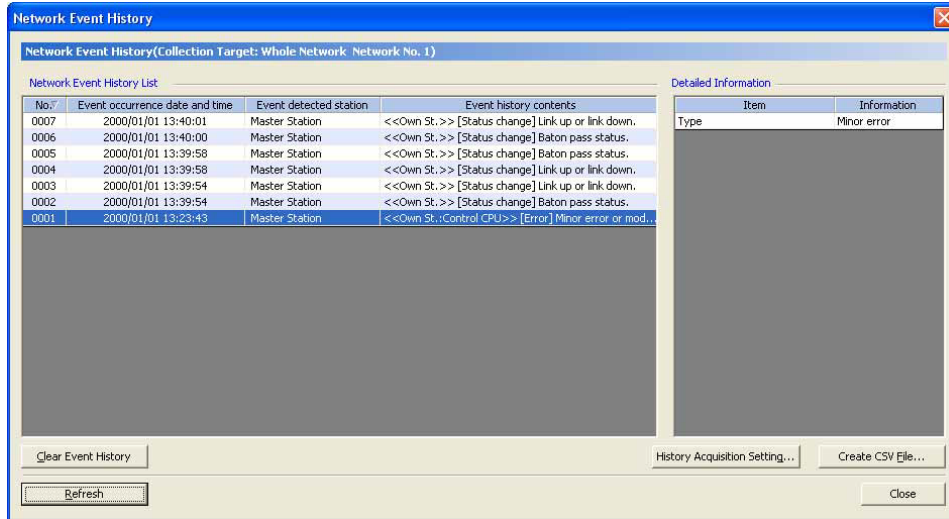 Network Event History
Network Event History(Collection Target: Whole Network Network No. 1)
Network Event History List
No. Event occurrence date and time Event detected station Event history contents
0007 2000/01/01 13:40:01 Master Station <<Own St.>> [Status change] Link up or link down.
0006 2000/01/01 13:40:00 Master Station <<Own St.>> [Status change] Baton pass status.
0005 2000/01/01 13:39:58 Master Station <<Own St.>> [Status change] Baton pass status.
0004 2000/01/01 13:39:58 Master Station <<Own St.>> [Status change] Link up or link down.
0003 2000/01/01 13:39:54 Master Station <<Own St.>> [Status change] Link up or link down.
0002 2000/01/01 13:39:54 Master Station <<Own St.>> [Status change] Baton pass status.
0001 2000/01/01 13:23:43 Master Station <<Own St.:Control CPU>> [Error] Minor error or mod...
Detailed Information
Item Information
Type Minor error
Clear Event History
History Acquisition Setting...
Create CSV File...
Refresh
Close